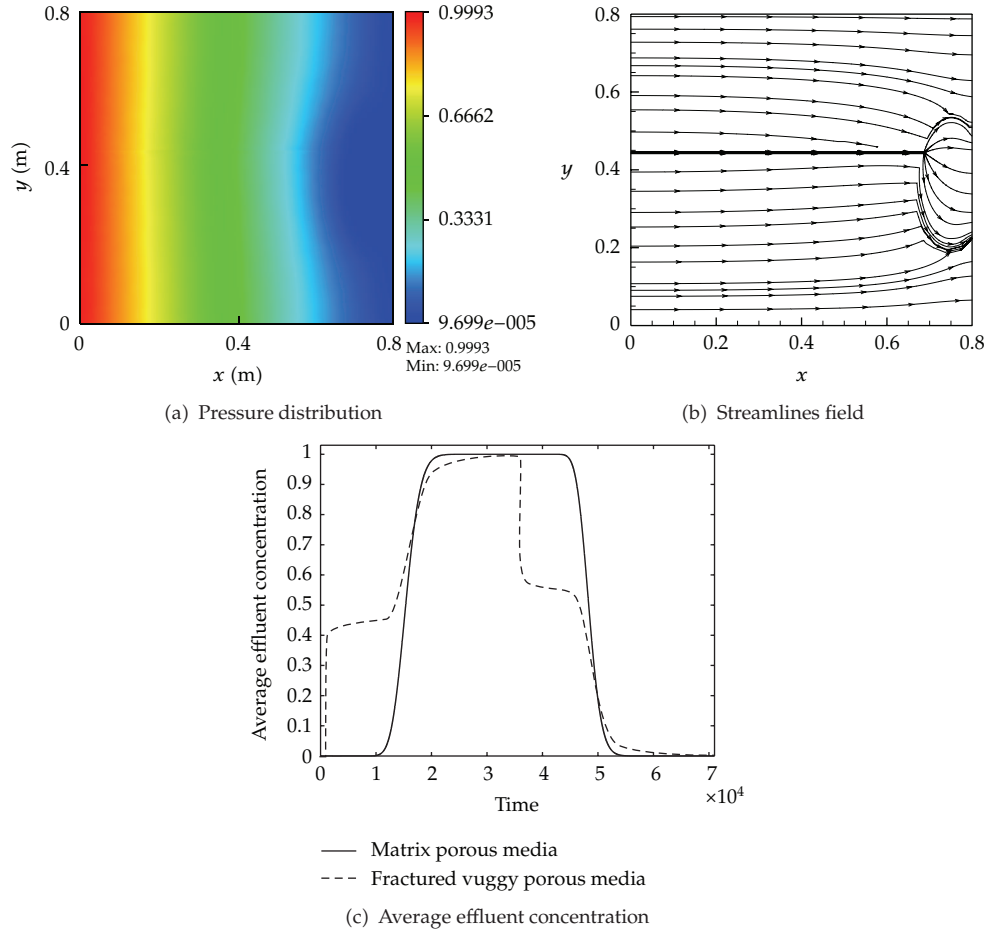 0.8
0.4
0
y (m)
0
0.4
0.8
x (m)
0.9993
0.6662
0.3331
9.699e−005
Max: 0.9993
Min: 9.699e−005
(a) Pressure distribution
0.8
0.6
0.4
0.2
0
y
0
0.2
0.4
0.6
0.8
x
(b) Streamlines field
1
0.9
0.8
0.7
0.6
0.5
0.4
0.3
0.2
0.1
0
Average effluent concentration
0
1
2
3
4
5
6
7
×10⁴
Time
Matrix porous media
Fractured vuggy porous media
(c) Average effluent concentration